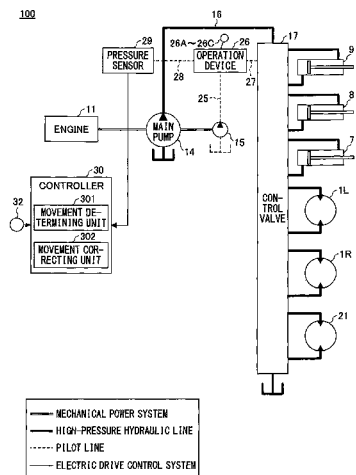 100
16
29
26A~26C
26
17
9
PRESSURE SENSOR
OPERATION DEVICE
28
27
8
11
25
ENGINE
MAIN PUMP
14
15
7
30
CONTROLLER
32
301
MOVEMENT DE-TERMINING UNIT
302
MOVEMENT COR-RECTING UNIT
CON-TROL VALVE
1L
1R
21
MECHANICAL POWER SYSTEM
HIGH-PRESSURE HYDRAULIC LINE
PILOT LINE
ELECTRIC DRIVE CONTROL SYSTEM